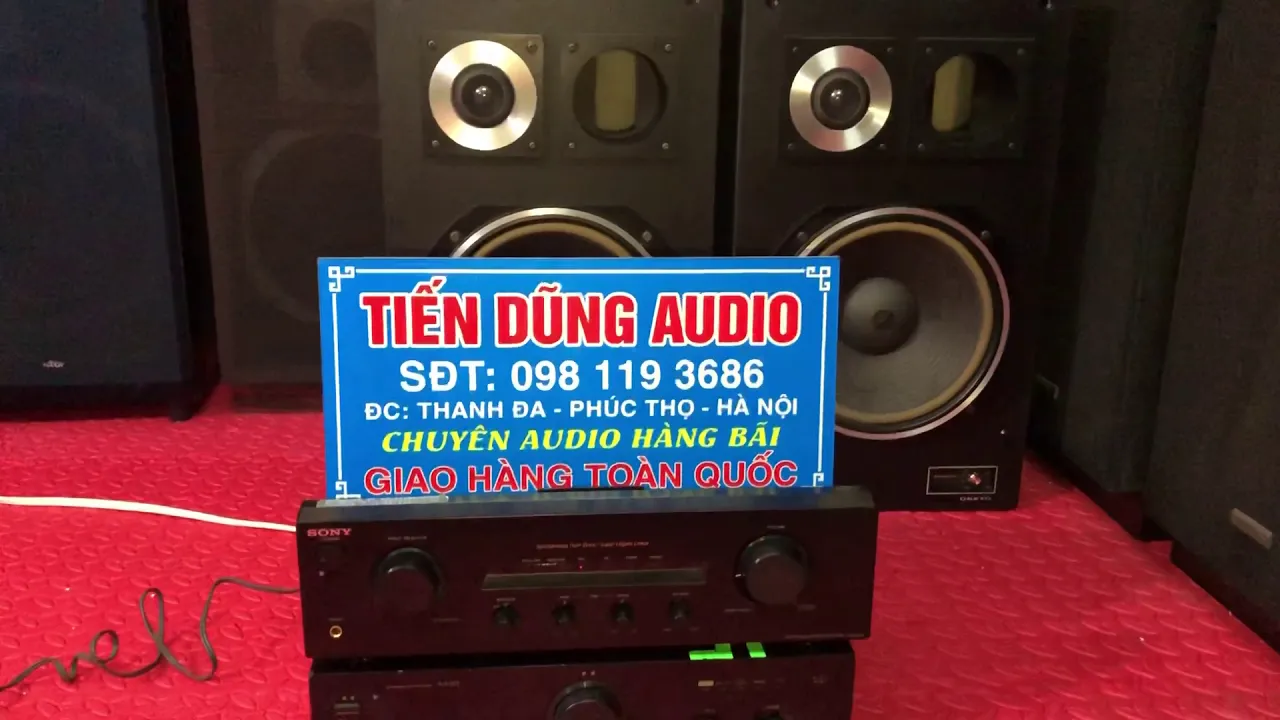 TIẾN DŨNG AUDIO
SĐT: 098 119 3686
ĐC: THANH ĐA - PHÚC THỌ - HÀ NỘI
CHUYÊN AUDIO HÀNG BÃI
GIAO HÀNG TOÀN QUỐC
ONKYO
SONY